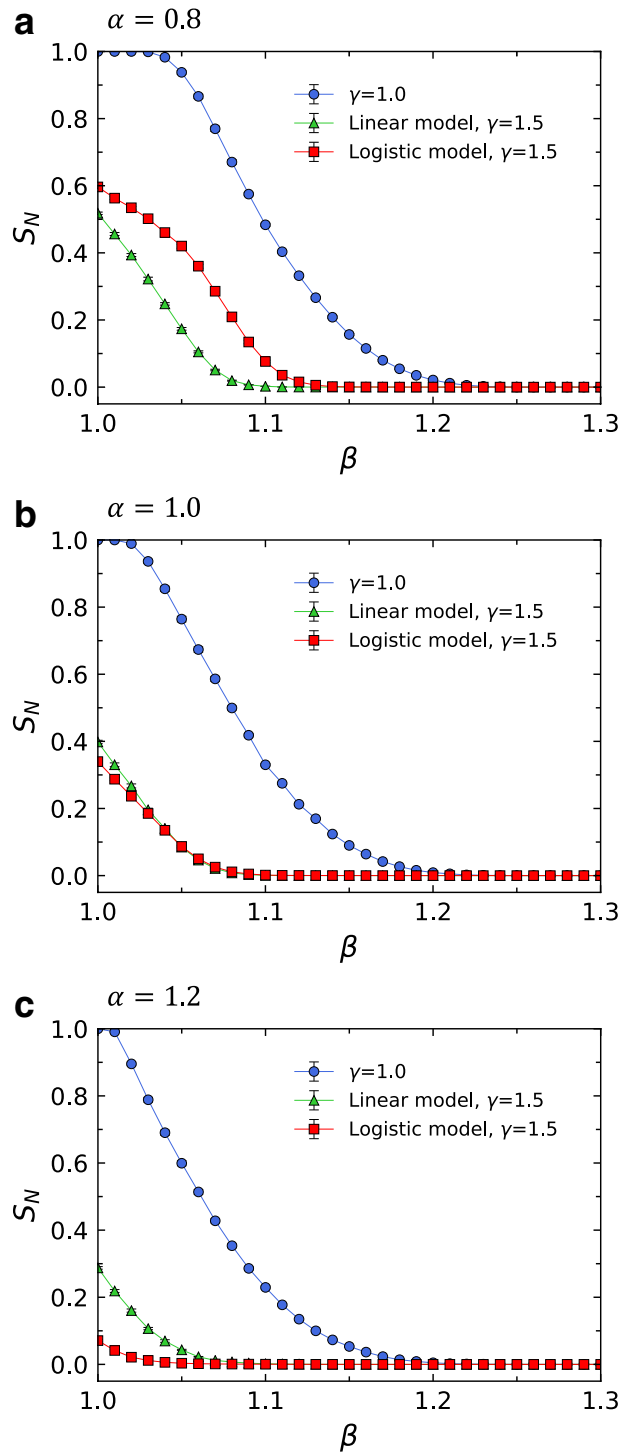 a α = 0.8
1.0
0.8
0.6
0.4
0.2
0.0
S_N
γ=1.0
Linear model, γ=1.5
Logistic model, γ=1.5
1.0 1.1 1.2 1.3
β
b α = 1.0
1.0
0.8
0.6
0.4
0.2
0.0
S_N
γ=1.0
Linear model, γ=1.5
Logistic model, γ=1.5
1.0 1.1 1.2 1.3
β
c α = 1.2
1.0
0.8
0.6
0.4
0.2
0.0
S_N
γ=1.0
Linear model, γ=1.5
Logistic model, γ=1.5
1.0 1.1 1.2 1.3
β